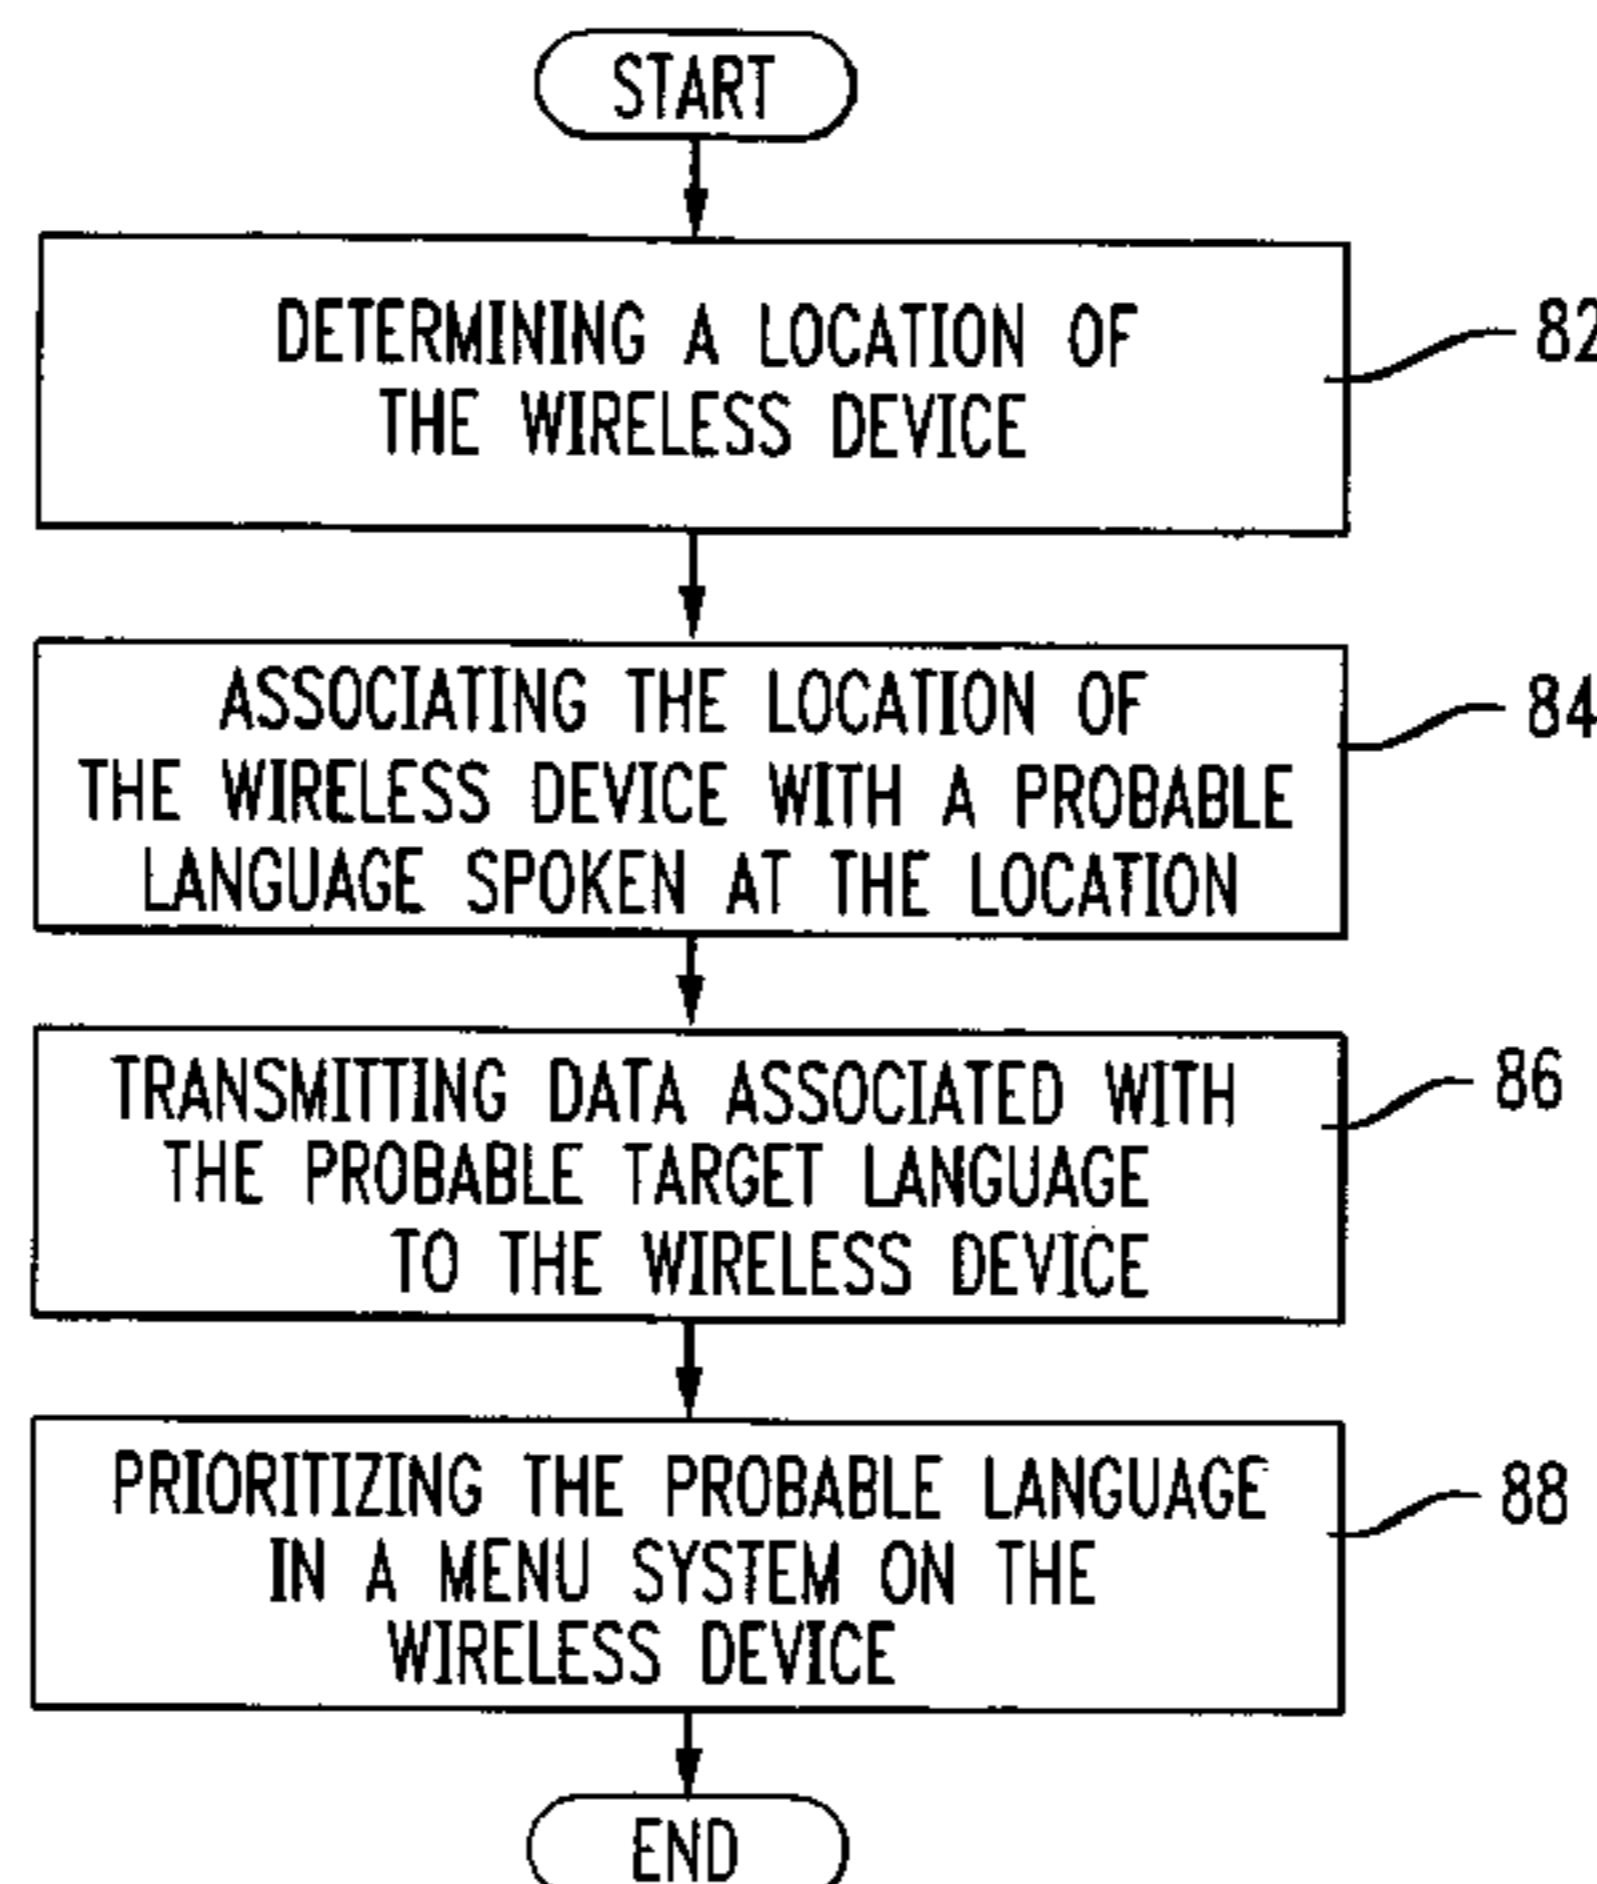 START
DETERMINING A LOCATION OF
THE WIRELESS DEVICE
82
ASSOCIATING THE LOCATION OF
THE WIRELESS DEVICE WITH A PROBABLE
LANGUAGE SPOKEN AT THE LOCATION
84
TRANSMITTING DATA ASSOCIATED WITH
THE PROBABLE TARGET LANGUAGE
TO THE WIRELESS DEVICE
86
PRIORITIZING THE PROBABLE LANGUAGE
IN A MENU SYSTEM ON THE
WIRELESS DEVICE
88
END